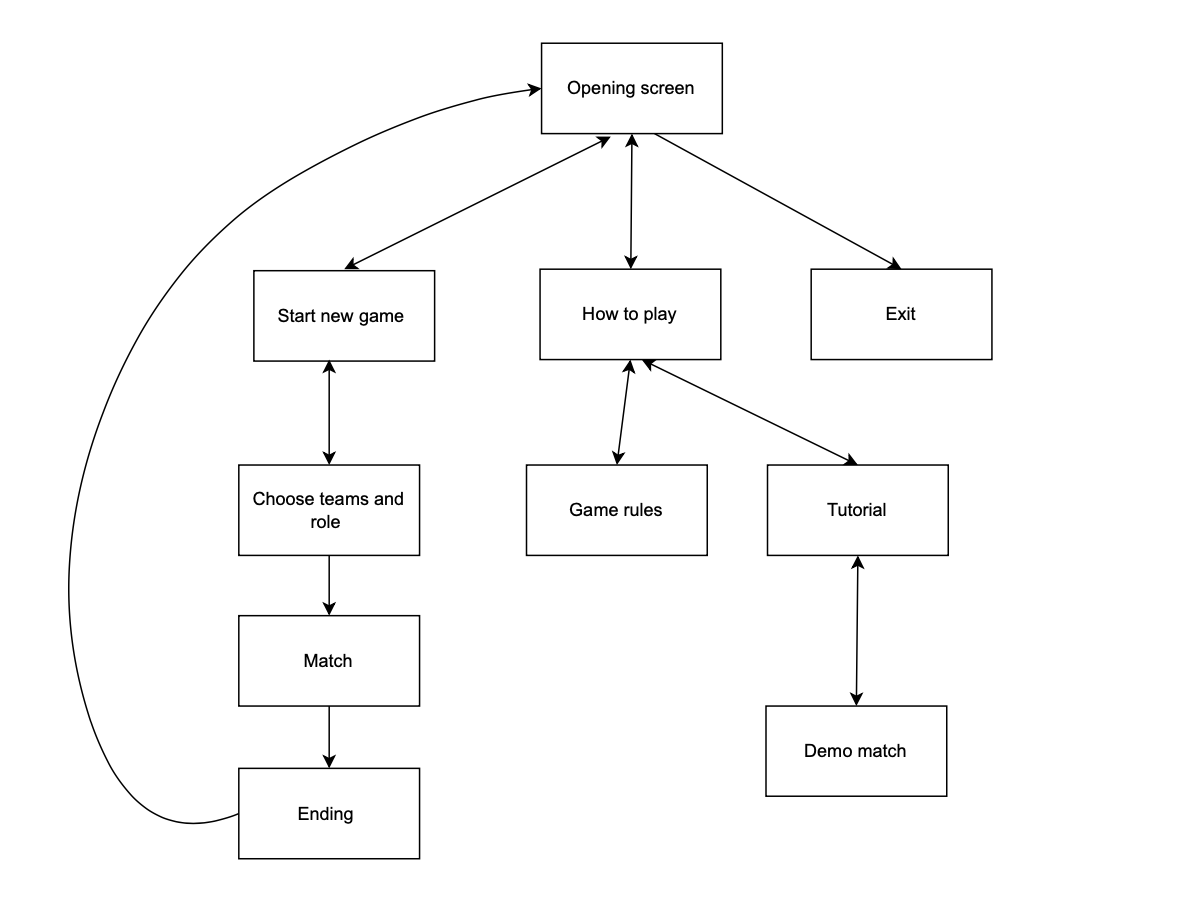 Opening screen
Start new game
How to play
Exit
Choose teams and
role
Game rules
Tutorial
Match
Demo match
Ending